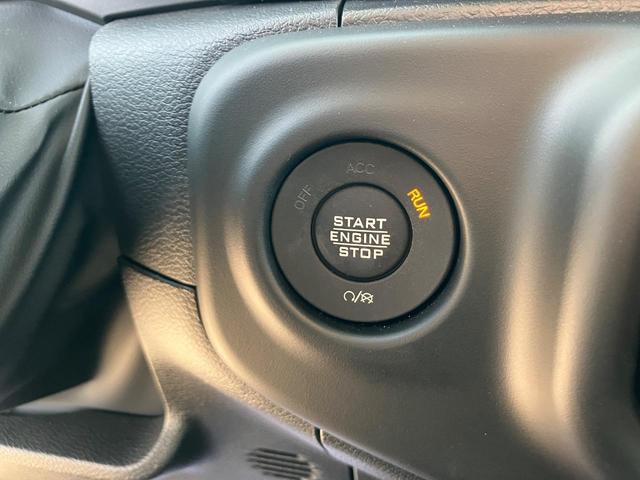 ACC
OFF
RUN
START
ENGINE
STOP